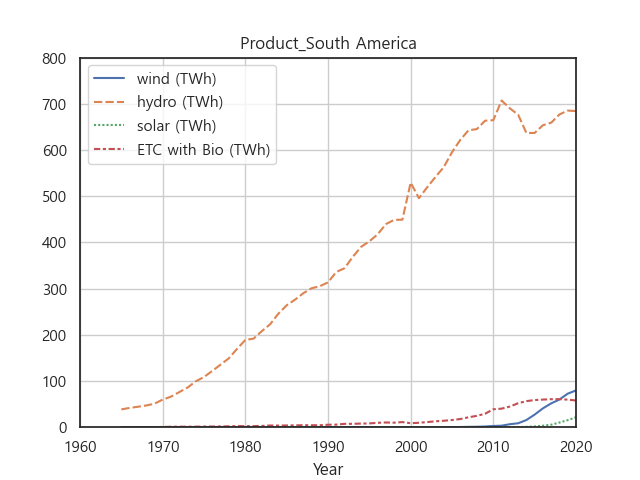 Product_South America
wind (TWh)
hydro (TWh)
solar (TWh)
ETC with Bio (TWh)
800
700
600
500
400
300
200
100
0
1960 1970 1980 1990 2000 2010 2020
Year